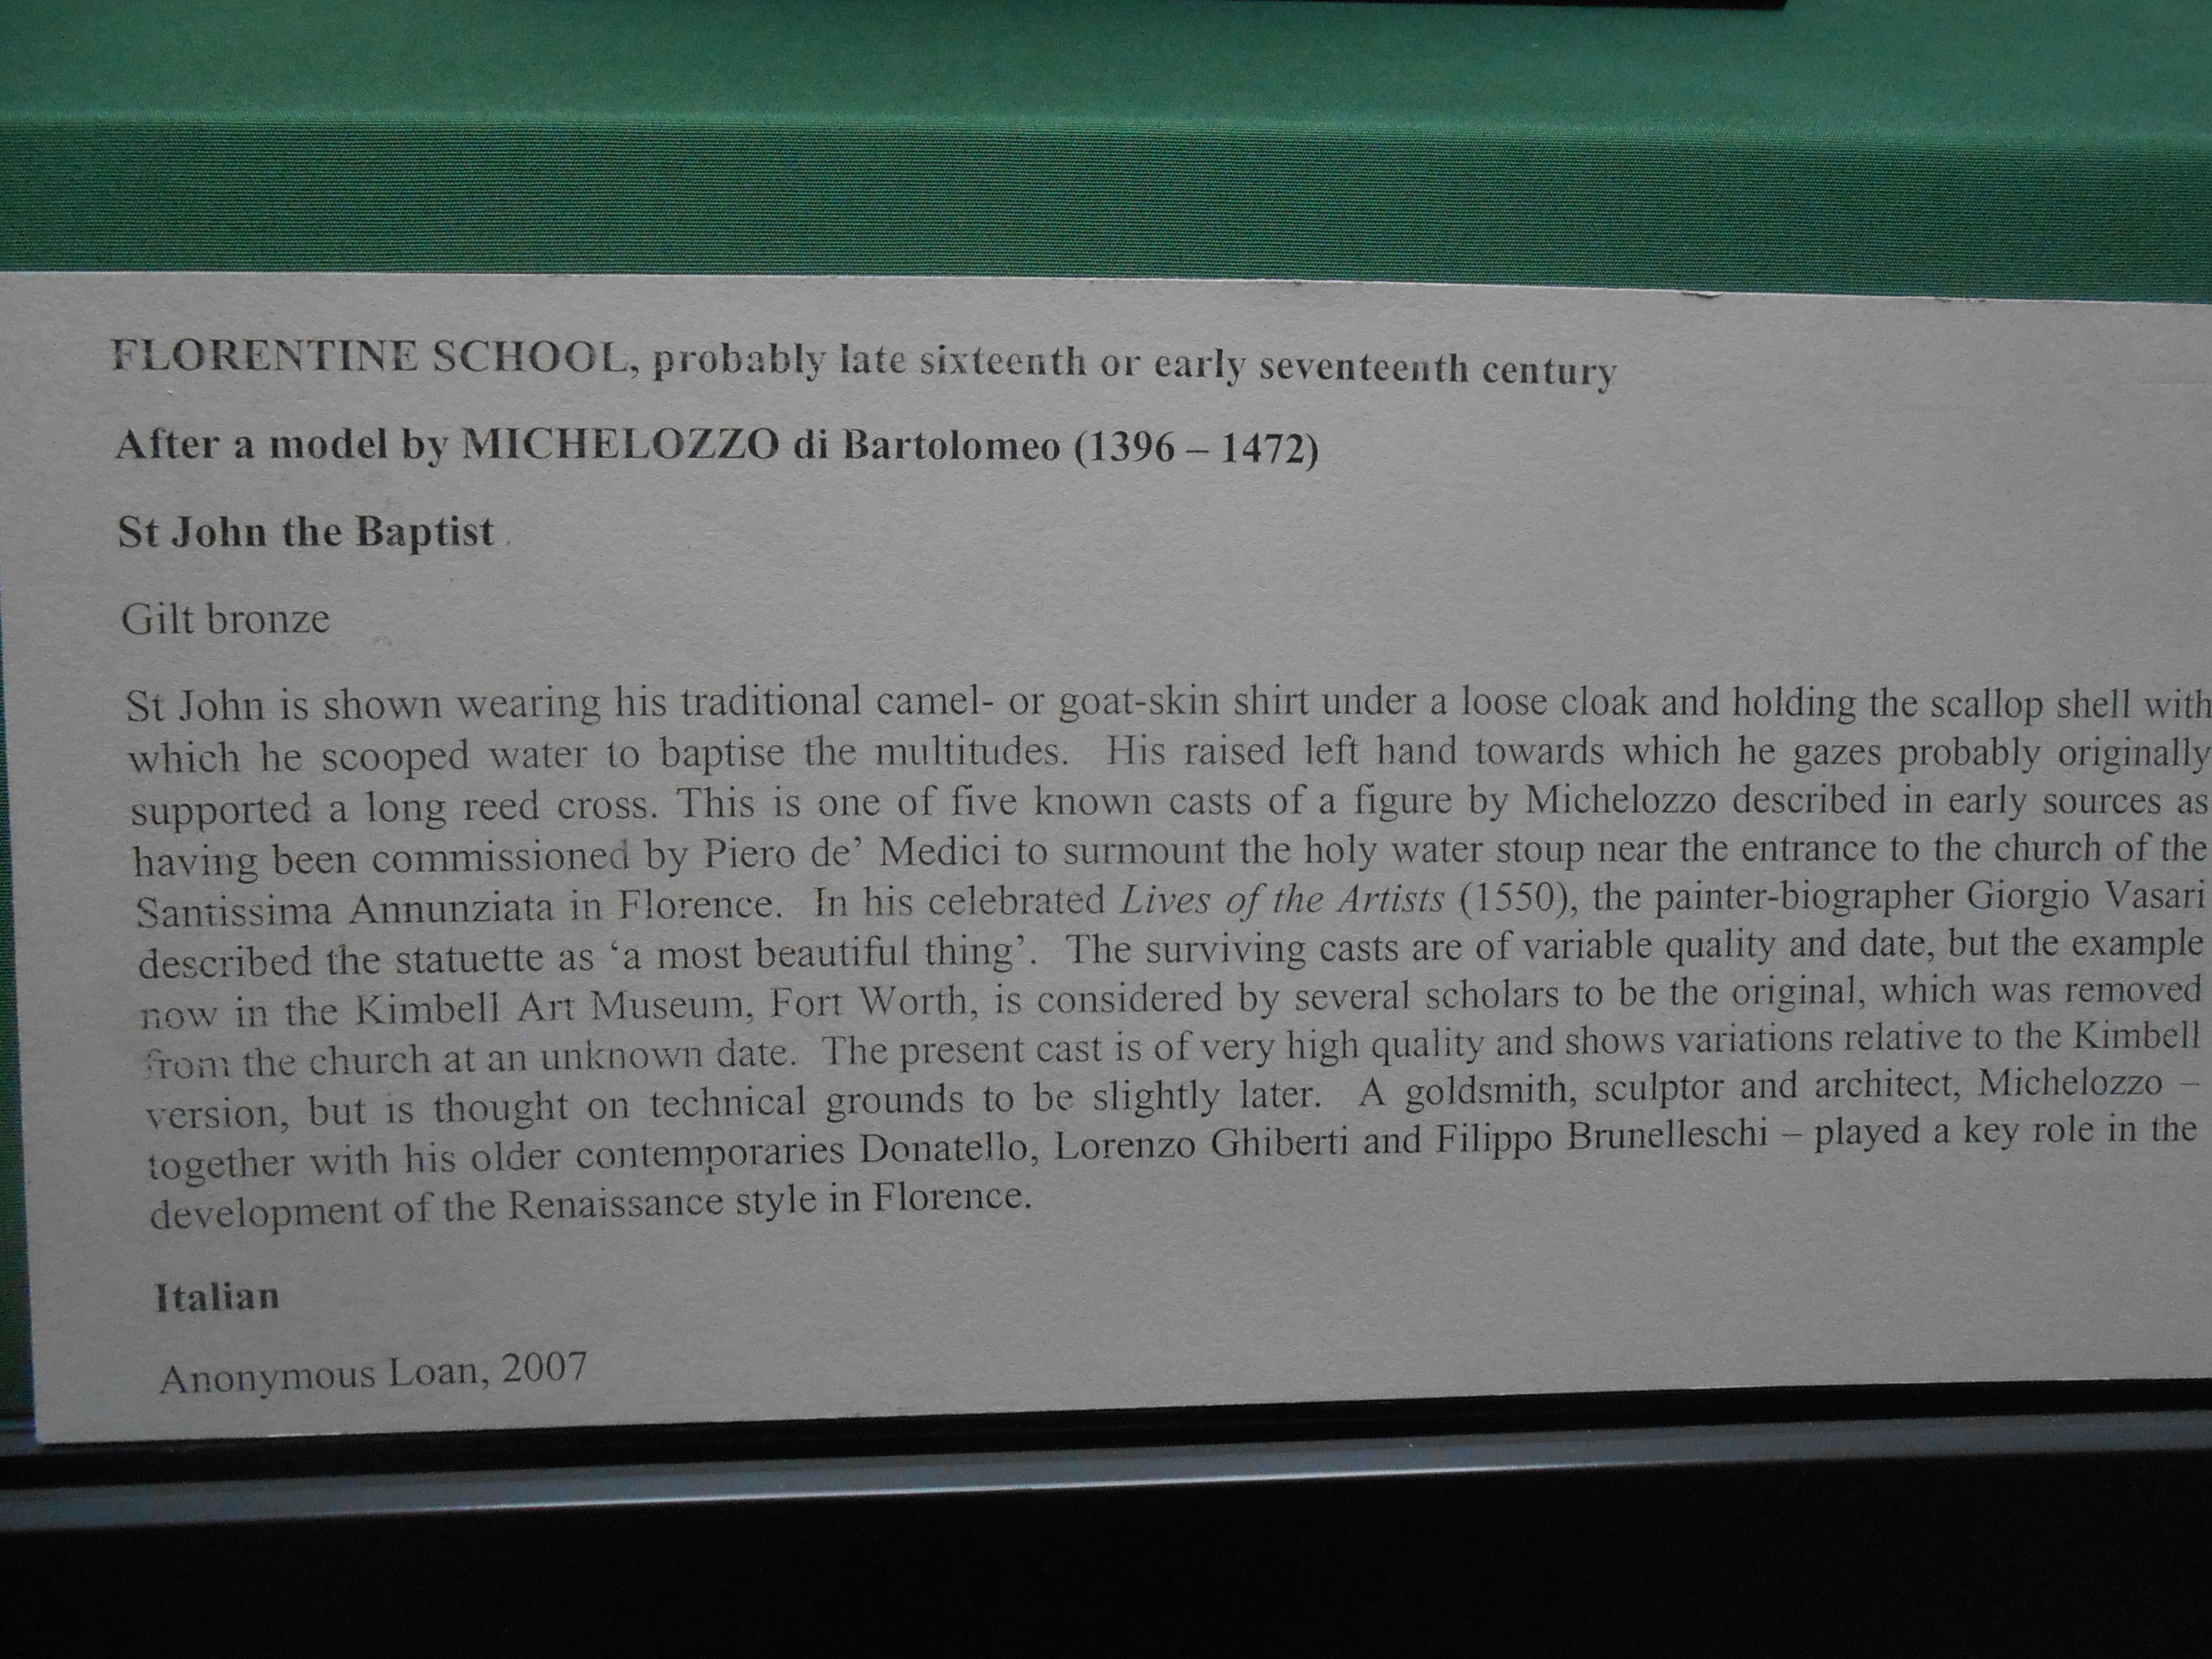 FLORENTINE SCHOOL, probably late sixteenth or early seventeenth century
After a model by MICHELOZZO di Bartolomeo (1396 – 1472)
St John the Baptist
Gilt bronze
St John is shown wearing his traditional camel- or goat-skin shirt under a loose cloak and holding the scallop shell with
which he scooped water to baptise the multitudes. His raised left hand towards which he gazes probably originally
supported a long reed cross. This is one of five known casts of a figure by Michelozzo described in early sources as
having been commissioned by Piero de’ Medici to surmount the holy water stoup near the entrance to the church of the
Santissima Annunziata in Florence. In his celebrated Lives of the Artists (1550), the painter-biographer Giorgio Vasari
described the statuette as ‘a most beautiful thing’. The surviving casts are of variable quality and date, but the example
now in the Kimbell Art Museum, Fort Worth, is considered by several scholars to be the original, which was removed
from the church at an unknown date. The present cast is of very high quality and shows variations relative to the Kimbell
version, but is thought on technical grounds to be slightly later. A goldsmith, sculptor and architect, Michelozzo –
together with his older contemporaries Donatello, Lorenzo Ghiberti and Filippo Brunelleschi – played a key role in the
development of the Renaissance style in Florence.
Italian
Anonymous Loan, 2007